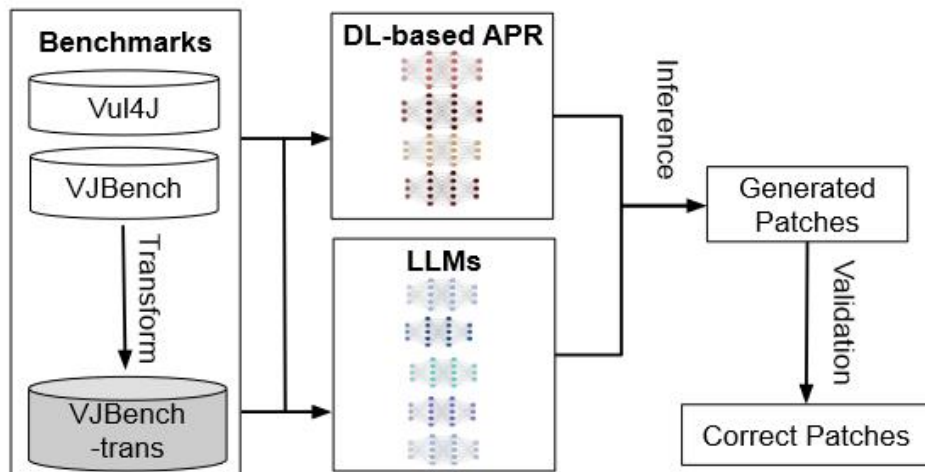 Benchmarks
Vul4J
VJBench
Transform
VJBench
-trans
DL-based APR
LLMs
Inference
Generated
Patches
Validation
Correct Patches